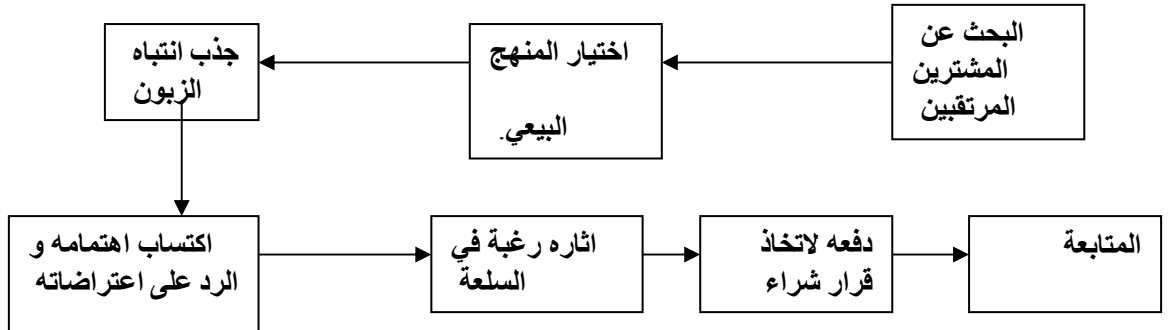 البحث عن
المشترين
المرتقبين
اختيار المنهج
البيعي.
جذب انتباه
الزبون
اكتساب اهتمامه و
الرد على اعتراضاته
اثاره رغبة في
السلعة
دفعه لاتخاذ
قرار شراء
المتابعة